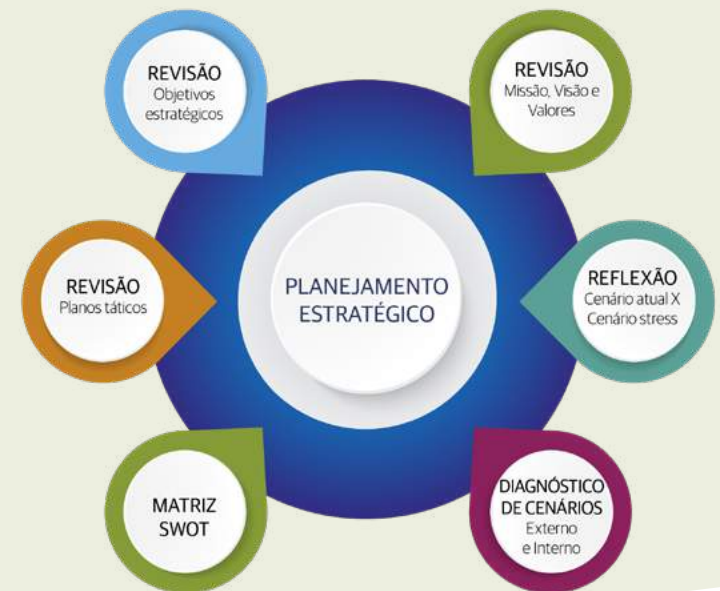 REVISÃO
Objetivos
estratégicos
REVISÃO
Missão, Visão e
Valores
REVISÃO
Planos táticos
PLANEJAMENTO
ESTRATÉGICO
REFLEXÃO
Cenário atual X
Cenário stress
MATRIZ
SWOT
DIAGNÓSTICO
DE CENÁRIOS
Externo
e Interno